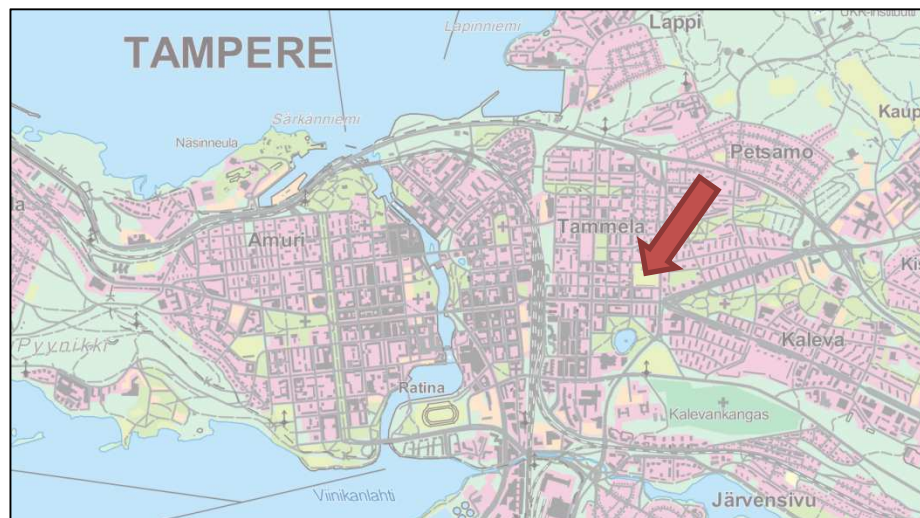 Lappi
TAMPERE
Lapinniemi
Särkänniemi
Näsinneula
Petsamo
Tammela
Amuri
Pyynikki
Kaleva
Ratina
Kalevankangas
Viinikanlahti
Järvensivu